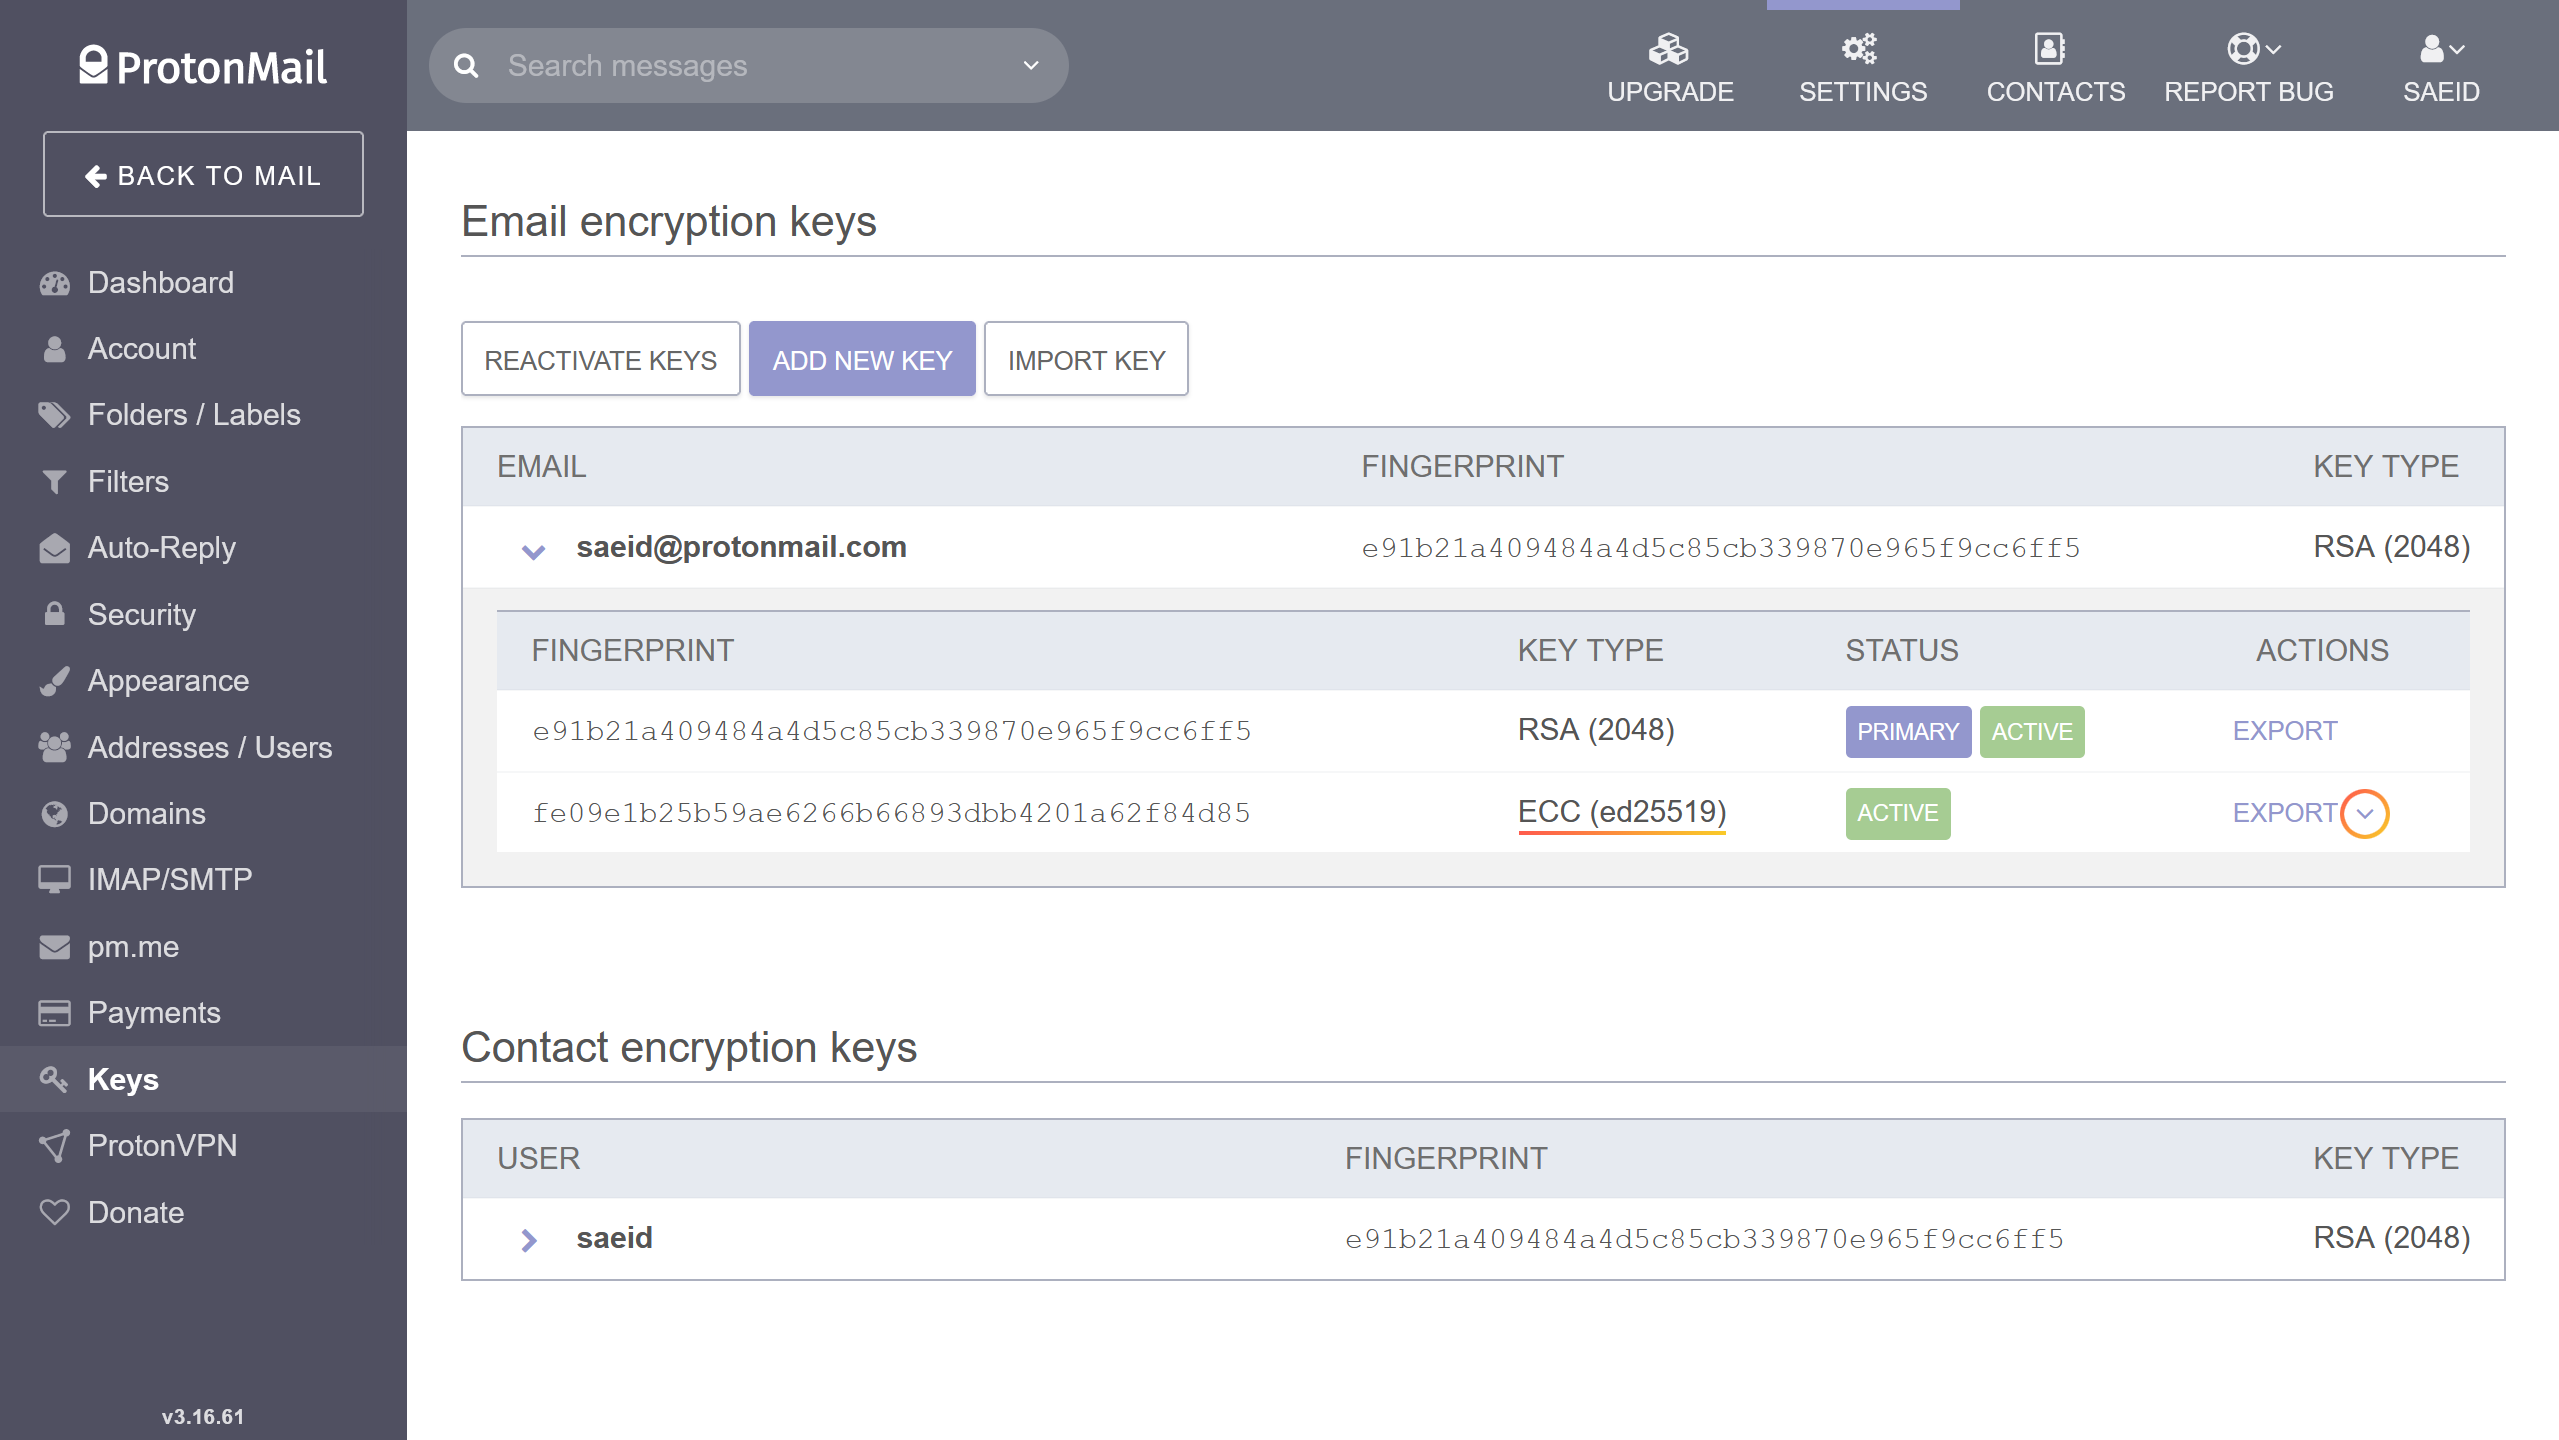 ProtonMail
Search messages
UPGRADE
SETTINGS
CONTACTS
REPORT BUG
SAEID
BACK TO MAIL
Dashboard
Account
Folders / Labels
Filters
Auto-Reply
Security
Appearance
Addresses / Users
Domains
IMAP/SMTP
pm.me
Payments
Keys
ProtonVPN
Donate
v3.16.61
Email encryption keys
REACTIVATE KEYS
ADD NEW KEY
IMPORT KEY
EMAIL FINGERPRINT KEY TYPE
saeid@protonmail.com e91b21a409484a4d5c85cb339870e965f9cc6ff5 RSA (2048)
FINGERPRINT KEY TYPE STATUS ACTIONS
e91b21a409484a4d5c85cb339870e965f9cc6ff5 RSA (2048) PRIMARY ACTIVE EXPORT
fe09e1b25b59ae6266b66893dbb4201a62f84d85 ECC (ed25519) ACTIVE EXPORT
Contact encryption keys
USER FINGERPRINT KEY TYPE
saeid e91b21a409484a4d5c85cb339870e965f9cc6ff5 RSA (2048)